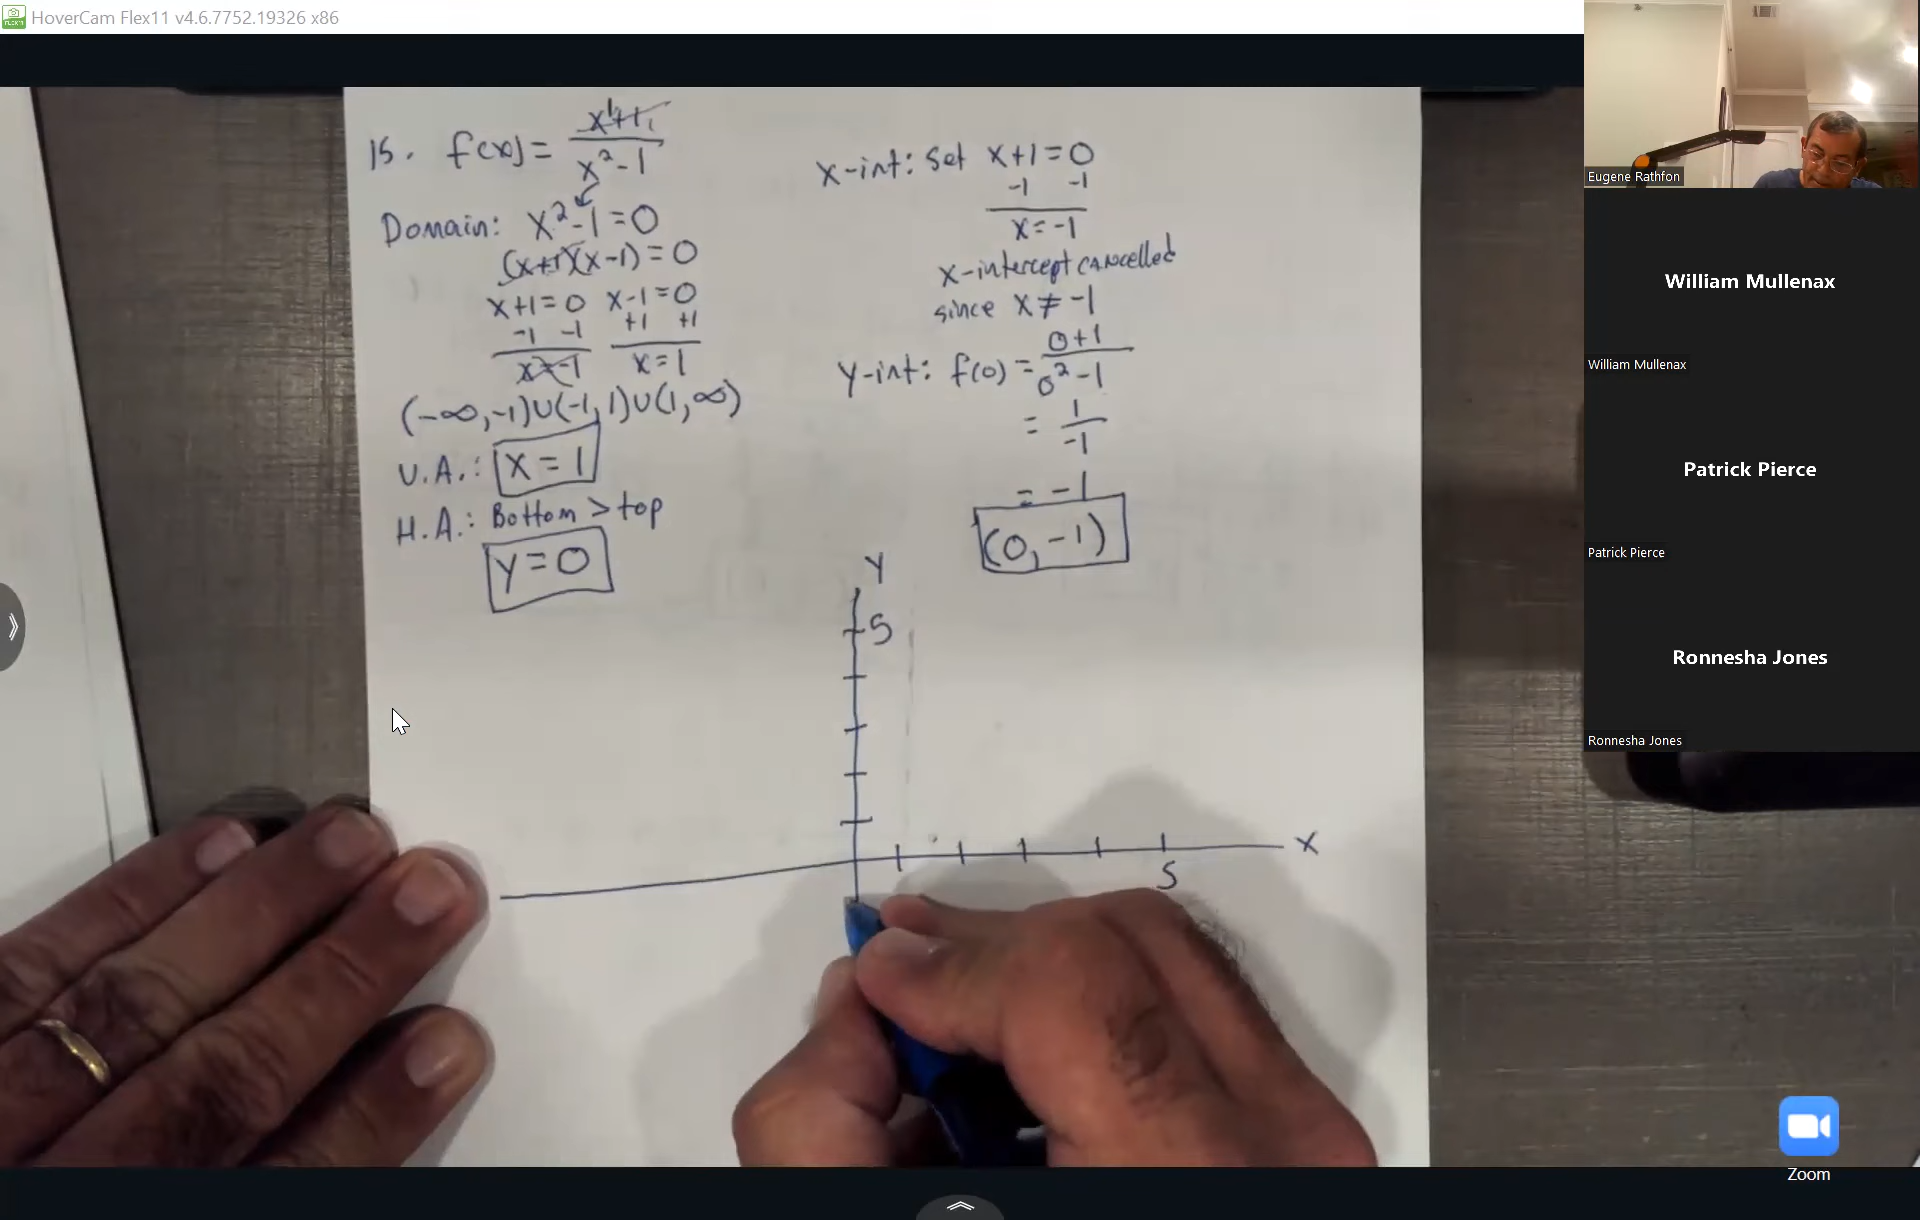 HoverCam Flex11 v4.6.7752.19326 x86
FLEX11
15. f(x) = x+1
x² - 1
Domain: x² - 1 = 0
(x+1)(x-1) = 0
x+1 = 0 x-1 = 0
-1 -1 +1 +1
x = -1 x = 1
(-∞, -1)∪(-1, 1)∪(1, ∞)
V.A.: x = 1
H.A.: Bottom > top
y = 0
x-int: set x+1 = 0
-1 -1
x = -1
x-intercept cancelled
since x ≠ -1
y-int: f(0) = 0+1
0² - 1
= 1
-1
= -1
(0, -1)
Y
5
X
5
Eugene Rathfon
William Mullenax
William Mullenax
Patrick Pierce
Patrick Pierce
Ronnesha Jones
Ronnesha Jones
Zoom